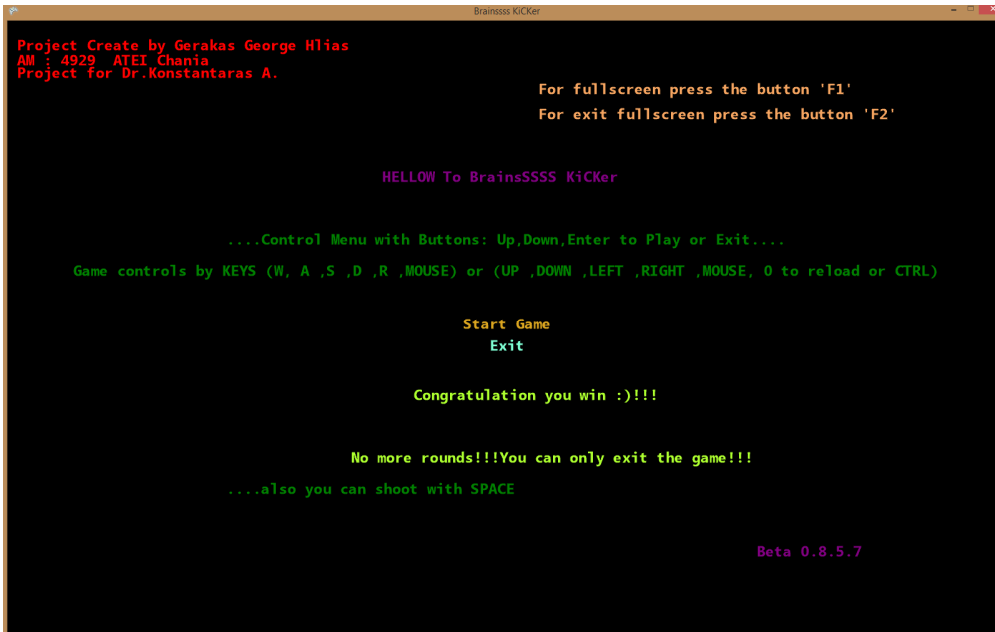 Brainssss KiCKer
Project Create by Gerakas George Hlias
AM : 4929  ATEI Chania
Project for Dr.Konstantaras A.
For fullscreen press the button 'F1'
For exit fullscreen press the button 'F2'
HELLOW To BrainsSSSS KiCKer
....Control Menu with Buttons: Up,Down,Enter to Play or Exit....
Game controls by KEYS (W, A ,S ,D ,R ,MOUSE) or (UP ,DOWN ,LEFT ,RIGHT ,MOUSE, O to reload or CTRL)
Start Game
Exit
Congratulation you win :)!!!
No more rounds!!!You can only exit the game!!!
....also you can shoot with SPACE
Beta 0.8.5.7